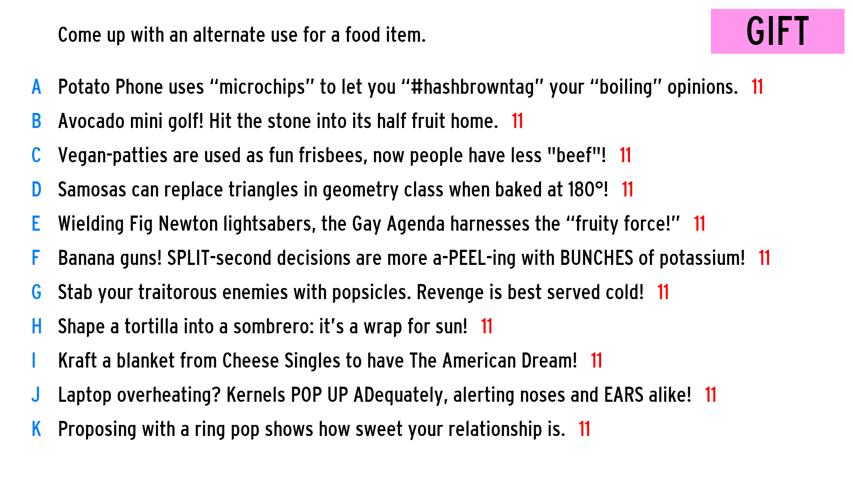 Come up with an alternate use for a food item.
GIFT
A Potato Phone uses “microchips” to let you “#hashbrowntag” your “boiling” opinions. 11
B Avocado mini golf! Hit the stone into its half fruit home. 11
C Vegan-patties are used as fun frisbees, now people have less "beef"! 11
D Samosas can replace triangles in geometry class when baked at 180°! 11
E Wielding Fig Newton lightsabers, the Gay Agenda harnesses the “fruity force!” 11
F Banana guns! SPLIT-second decisions are more a-PEEL-ing with BUNCHES of potassium! 11
G Stab your traitorous enemies with popsicles. Revenge is best served cold! 11
H Shape a tortilla into a sombrero: it’s a wrap for sun! 11
I Kraft a blanket from Cheese Singles to have The American Dream! 11
J Laptop overheating? Kernels POP UP ADequately, alerting noses and EARS alike! 11
K Proposing with a ring pop shows how sweet your relationship is. 11